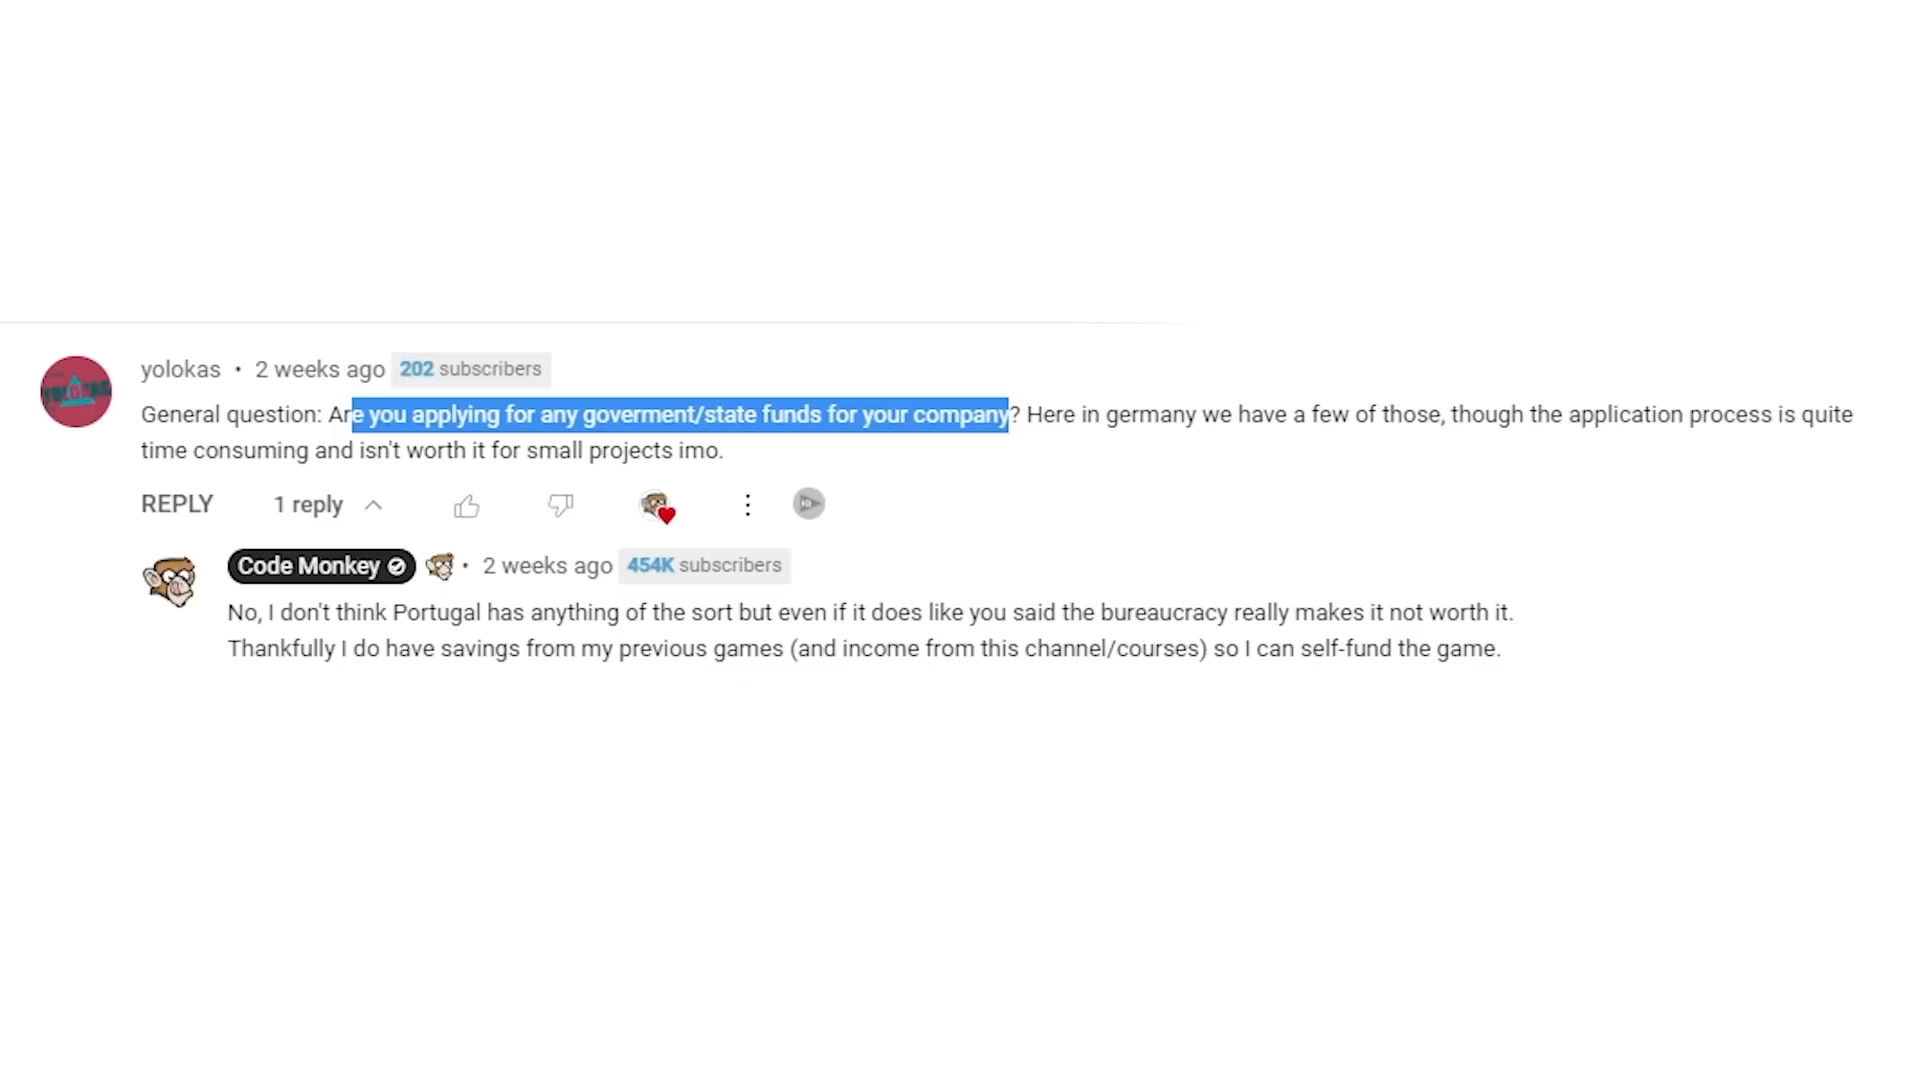 yolokas • 2 weeks ago 202 subscribers
General question: Are you applying for any goverment/state funds for your company? Here in germany we have a few of those, though the application process is quite
time consuming and isn't worth it for small projects imo.
REPLY 1 reply
Code Monkey • 2 weeks ago 454K subscribers
No, I don't think Portugal has anything of the sort but even if it does like you said the bureaucracy really makes it not worth it.
Thankfully I do have savings from my previous games (and income from this channel/courses) so I can self-fund the game.